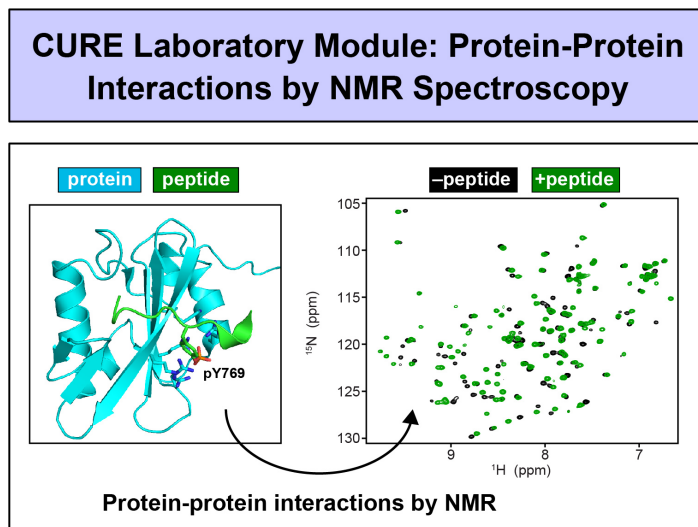 CURE Laboratory Module: Protein-Protein
Interactions by NMR Spectroscopy
protein peptide
–peptide +peptide
pY769
105
110
115
120
125
130
¹⁵N (ppm)
9 8 7
¹H (ppm)
Protein-protein interactions by NMR